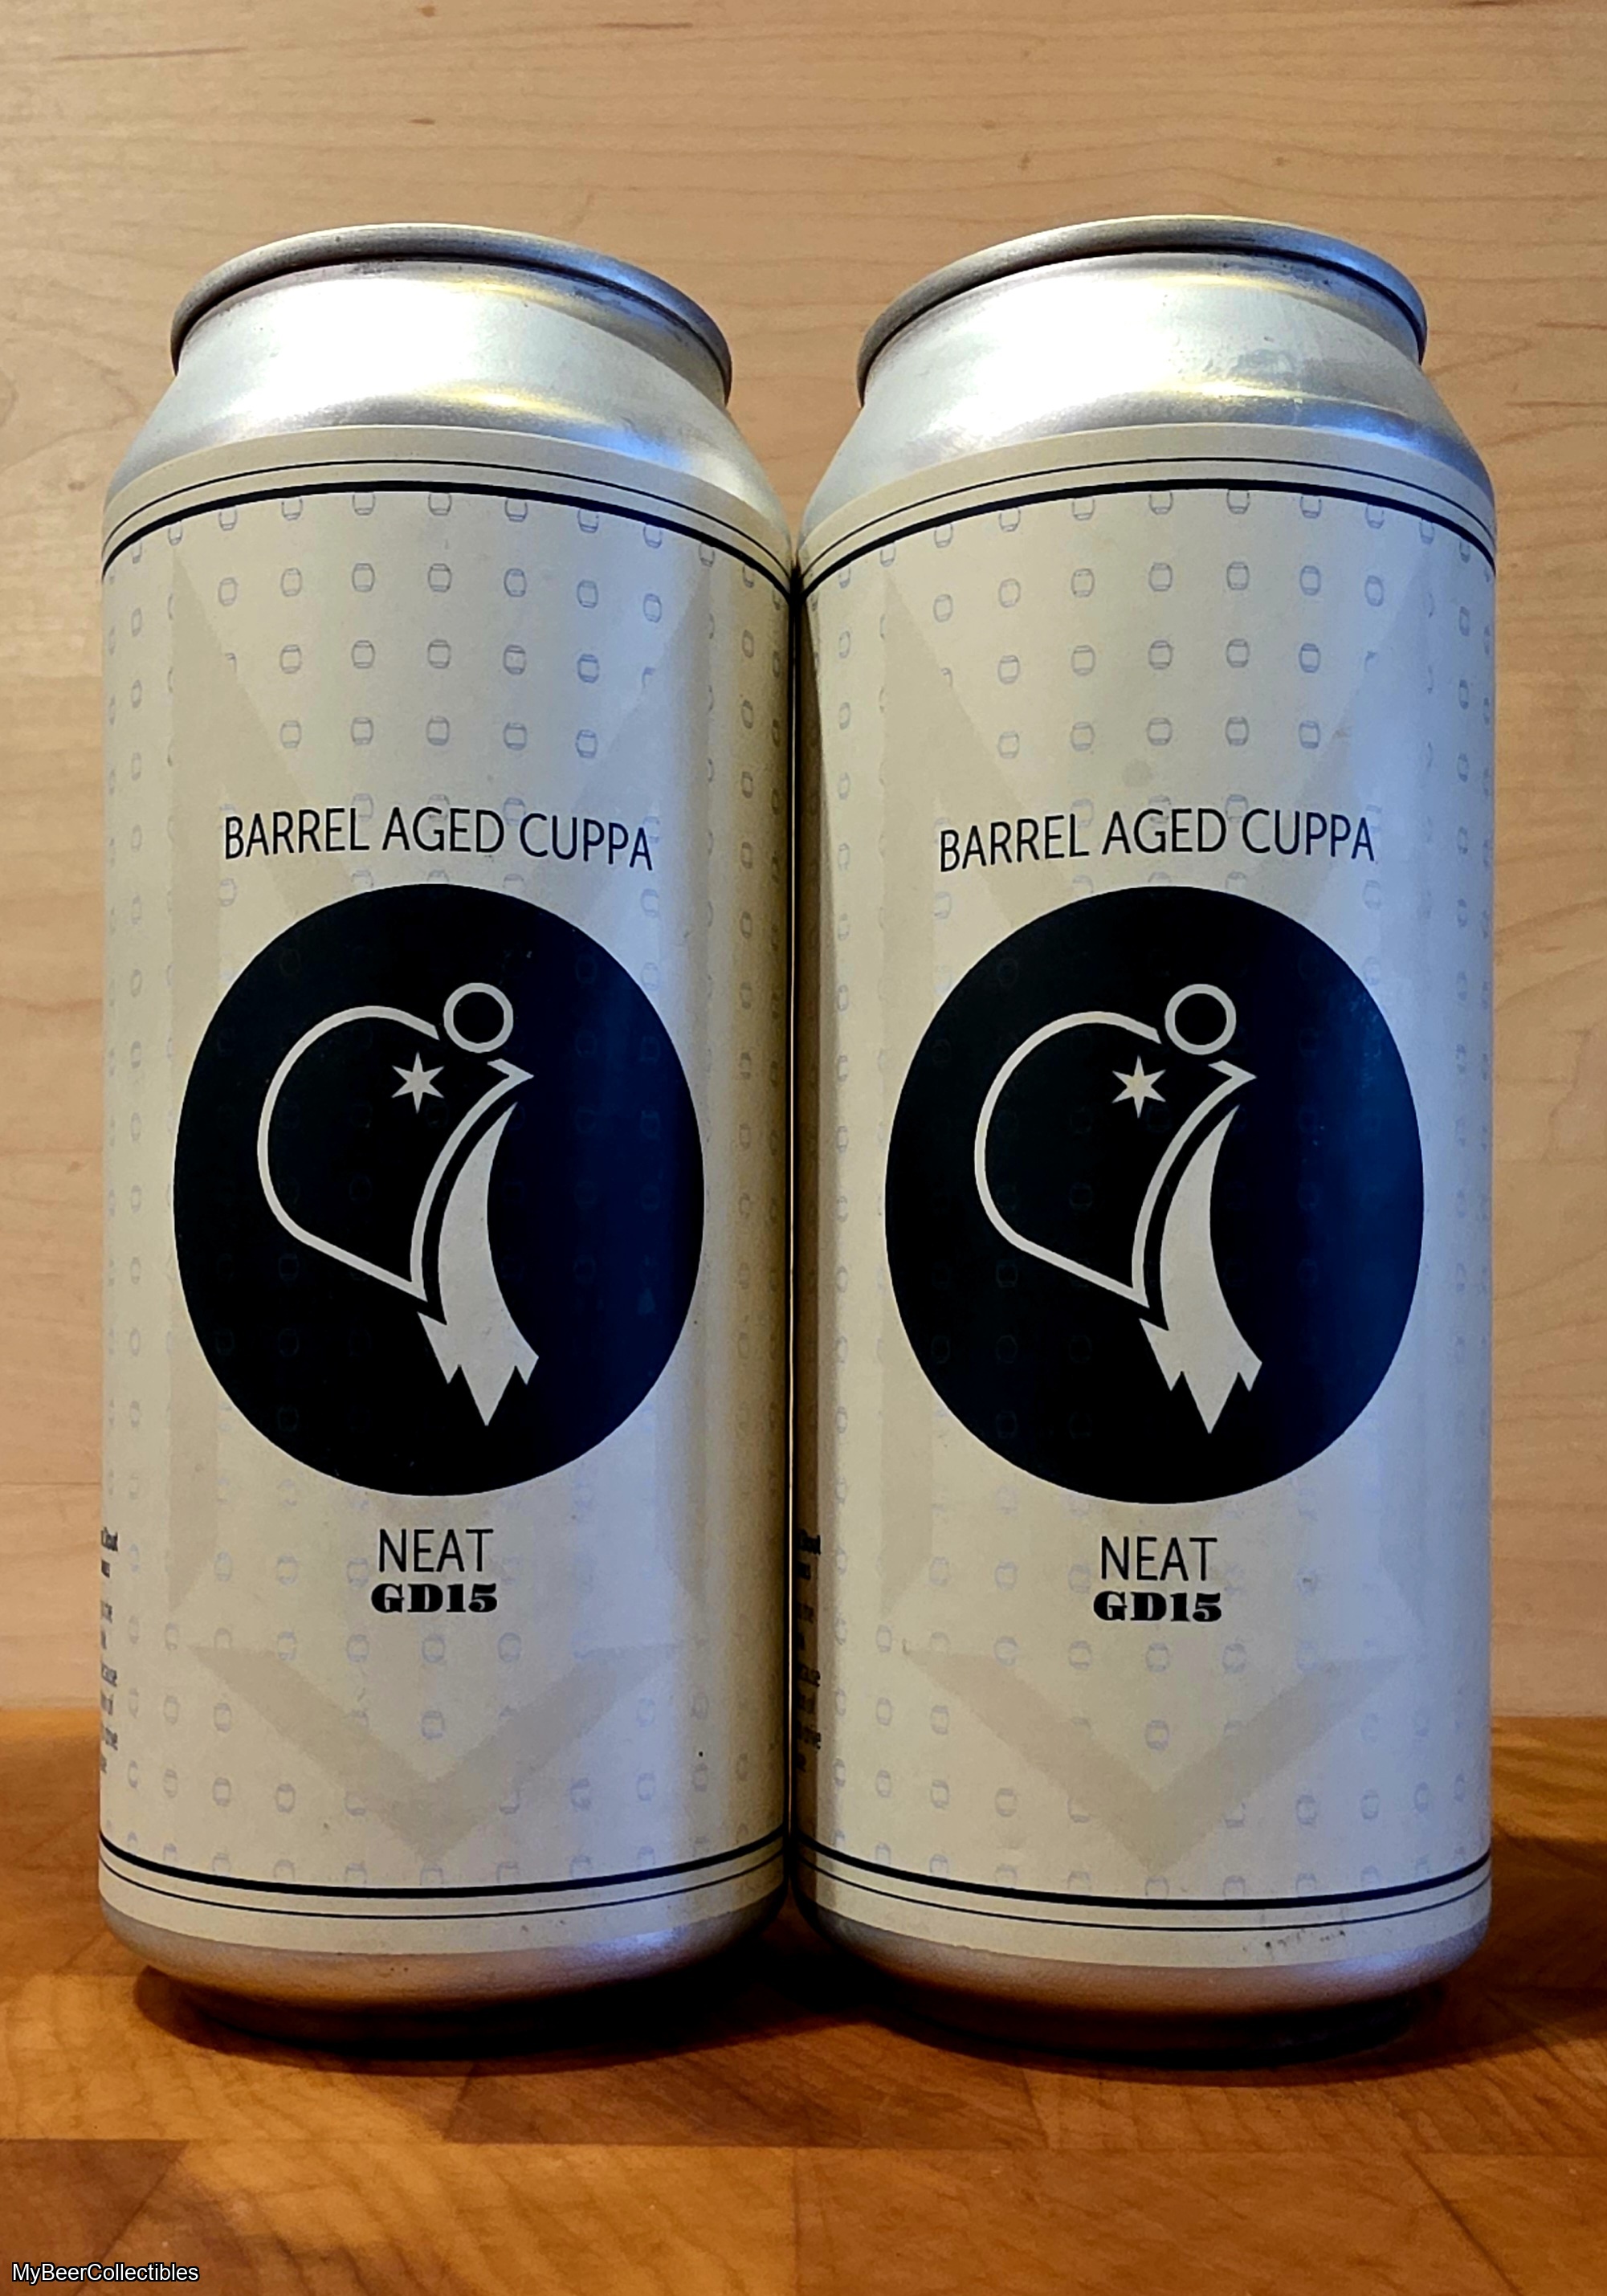 BARREL AGED CUPPA
NEAT
GD15
BARREL AGED CUPPA
NEAT
GD15
MyBeerCollectibles